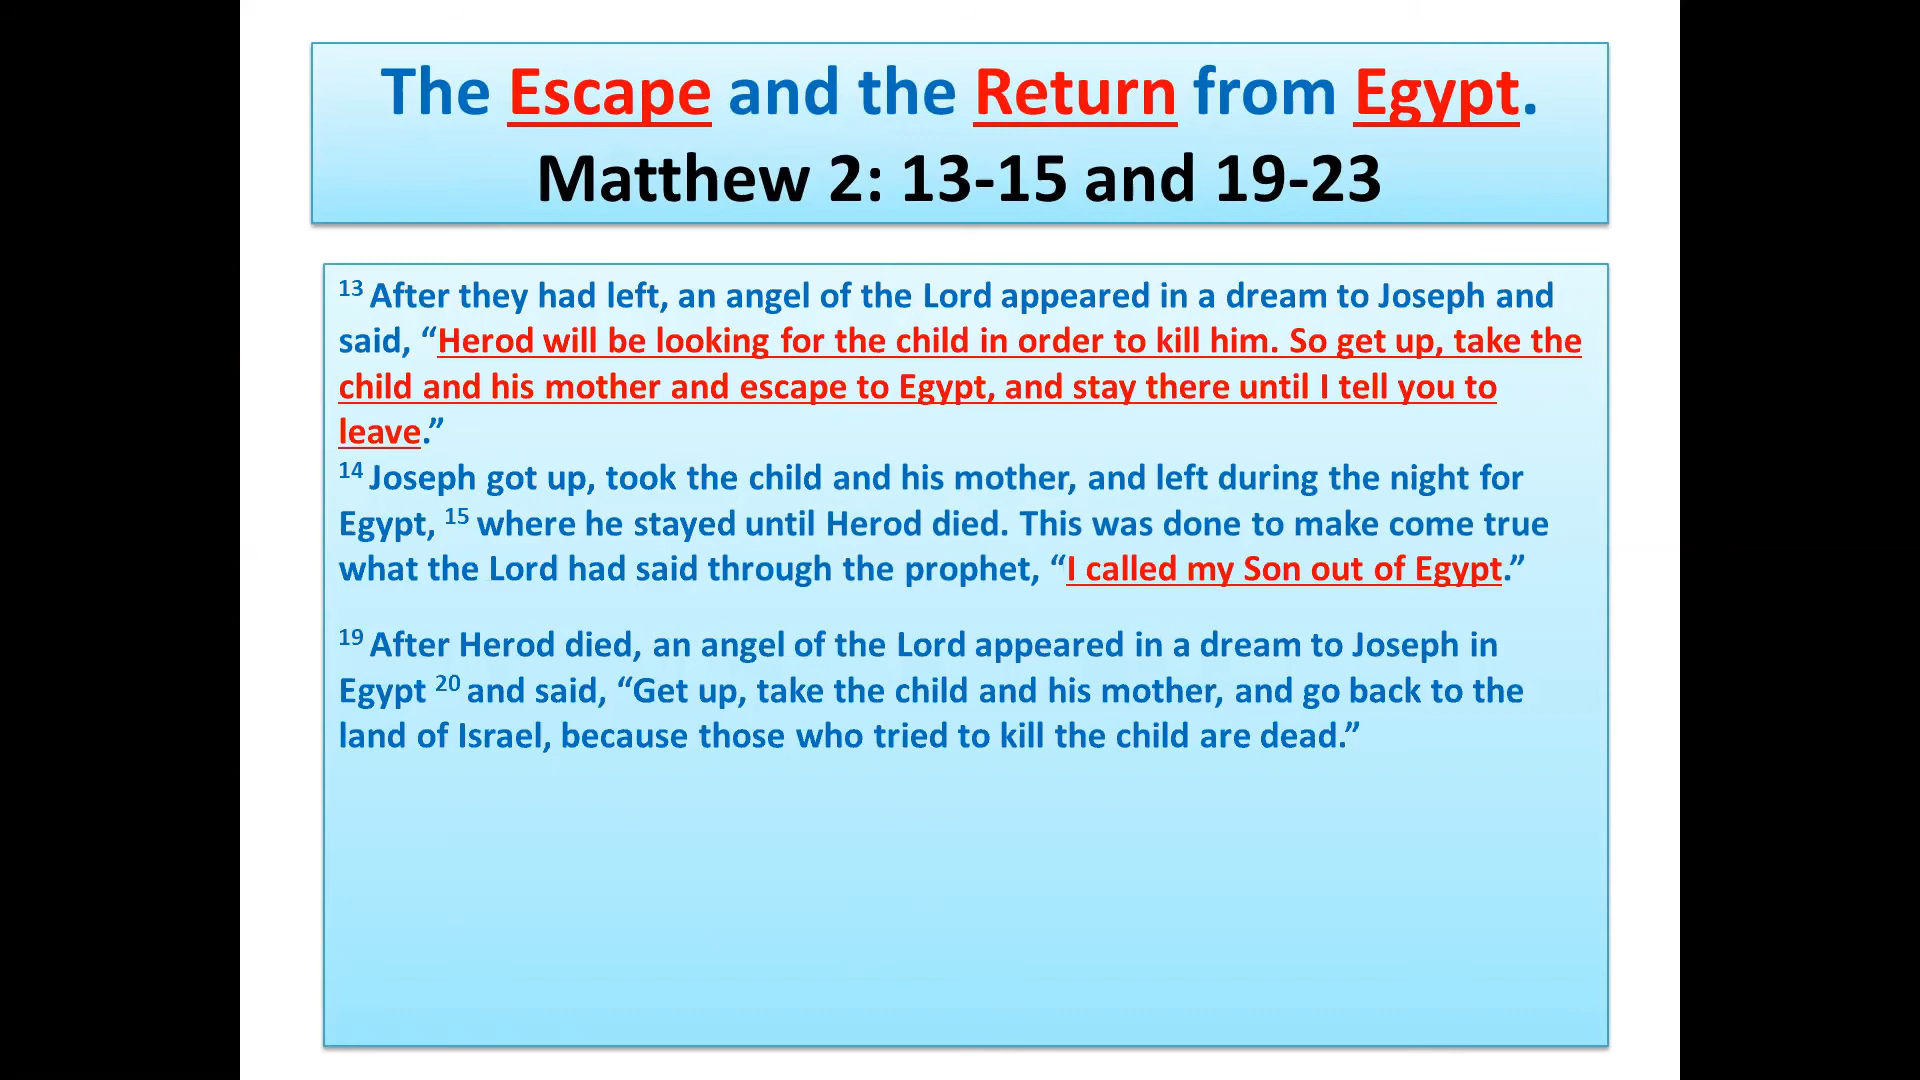 The Escape and the Return from Egypt.
Matthew 2: 13-15 and 19-23
13 After they had left, an angel of the Lord appeared in a dream to Joseph and
said, “Herod will be looking for the child in order to kill him. So get up, take the
child and his mother and escape to Egypt, and stay there until I tell you to
leave.”
14 Joseph got up, took the child and his mother, and left during the night for
Egypt, 15 where he stayed until Herod died. This was done to make come true
what the Lord had said through the prophet, “I called my Son out of Egypt.”
19 After Herod died, an angel of the Lord appeared in a dream to Joseph in
Egypt 20 and said, “Get up, take the child and his mother, and go back to the
land of Israel, because those who tried to kill the child are dead.”